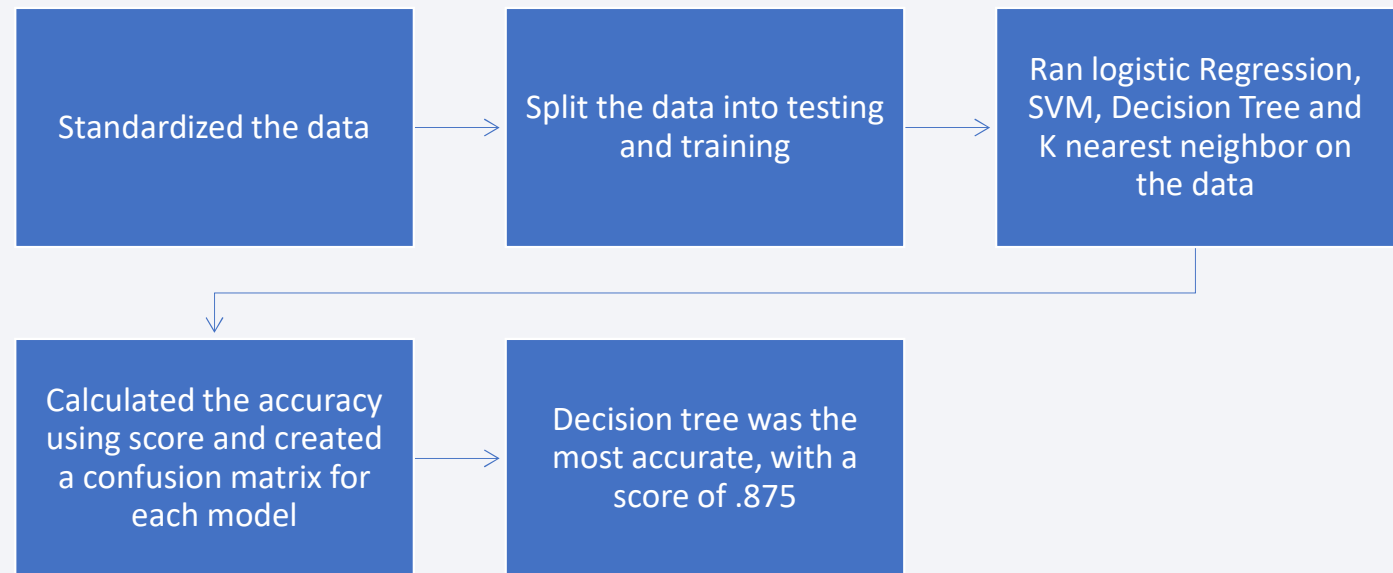 Standardized the data
Split the data into testing
and training
Ran logistic Regression,
SVM, Decision Tree and
K nearest neighbor on
the data
Calculated the accuracy
using score and created
a confusion matrix for
each model
Decision tree was the
most accurate, with a
score of .875